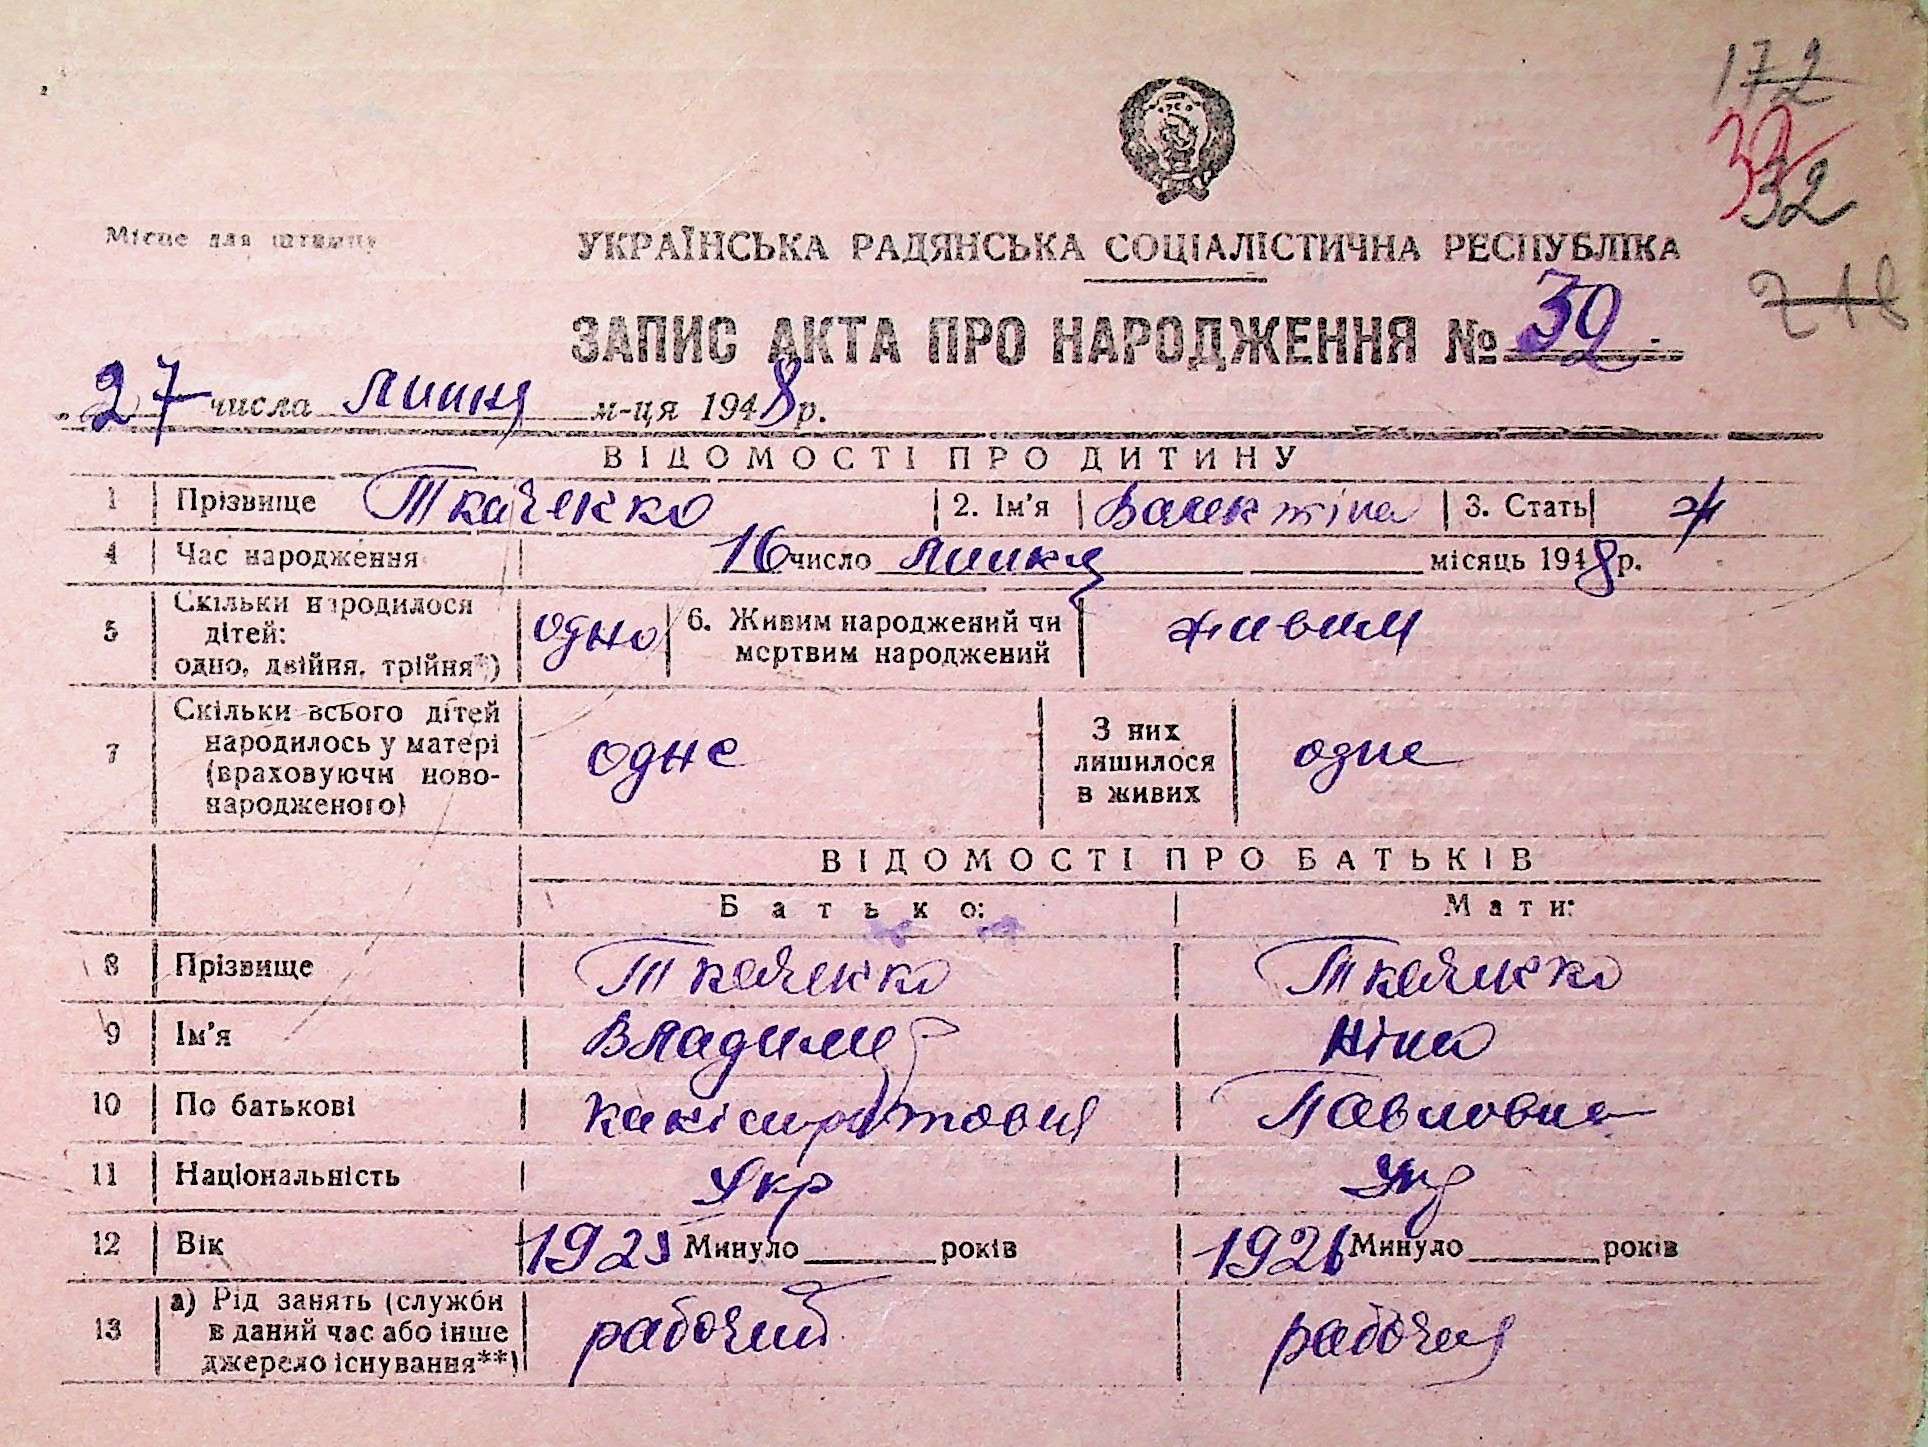 172
32
32
218
Місце для штампу
УКРАЇНСЬКА РАДЯНСЬКА СОЦІАЛІСТИЧНА РЕСПУБЛІКА
ЗАПИС АКТА ПРО НАРОДЖЕННЯ № 32
27 числа липня м-ця 1948 р.
ВІДОМОСТІ ПРО ДИТИНУ
1 Прізвище Ткаченко 2. Ім'я Валентіна 3. Стать ж
4 Час народження 16 число липня місяць 1948 р.
5 Скільки народилося дітей: одно, двійня, трійня*) одно 6. Живим народжений чи мертвим народжений живим
7 Скільки всього дітей народилось у матері (враховуючи новонародженого) одне З них лишилося в живих одне
ВІДОМОСТІ ПРО БАТЬКІВ
Батько: Мати:
8 Прізвище Ткаченко Ткаченко
9 Ім'я Владимир Ніна
10 По батькові Павловна
11 Національність Укр Укр
12 Вік Минуло років 1926 Минуло років
13 а) Рід занять (служби в даний час або інше джерело існування**) рабочий рабочая